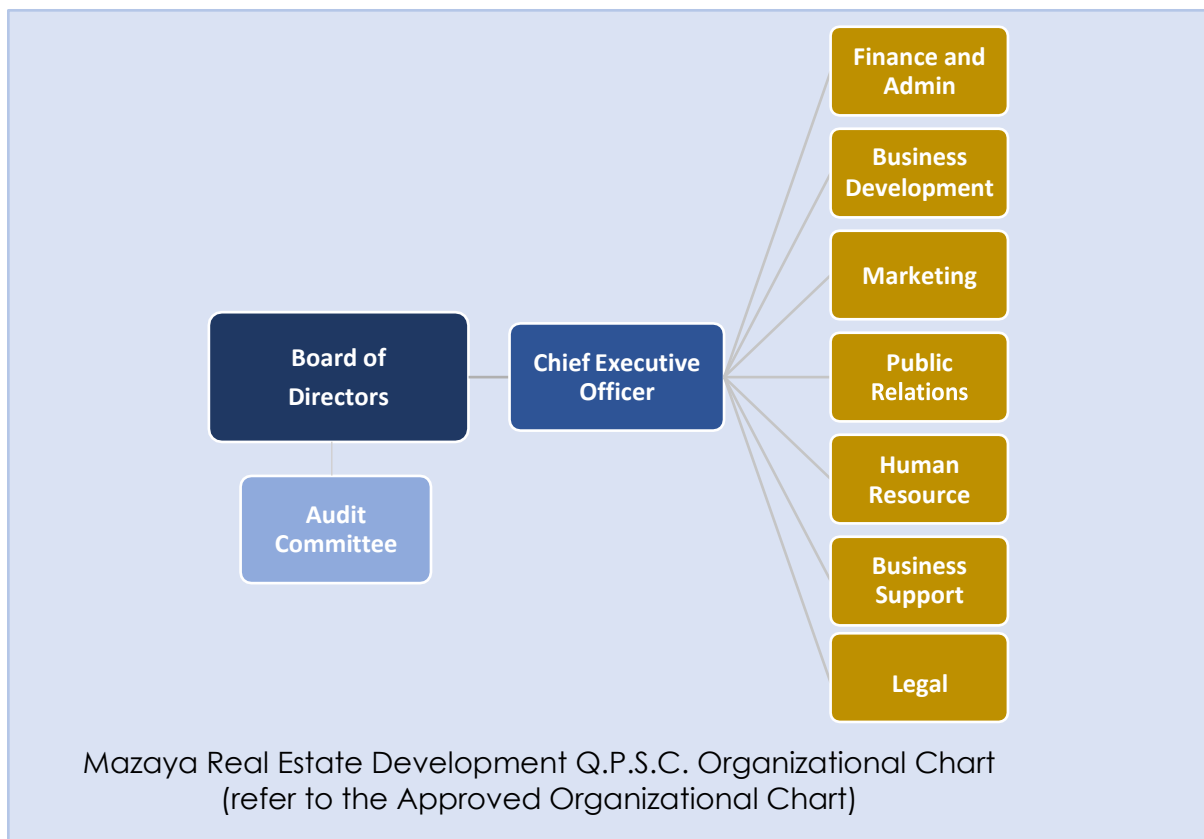 Board of
Directors
Audit
Committee
Chief Executive
Officer
Finance and
Admin
Business
Development
Marketing
Public
Relations
Human
Resource
Business
Support
Legal
Mazaya Real Estate Development Q.P.S.C. Organizational Chart
(refer to the Approved Organizational Chart)